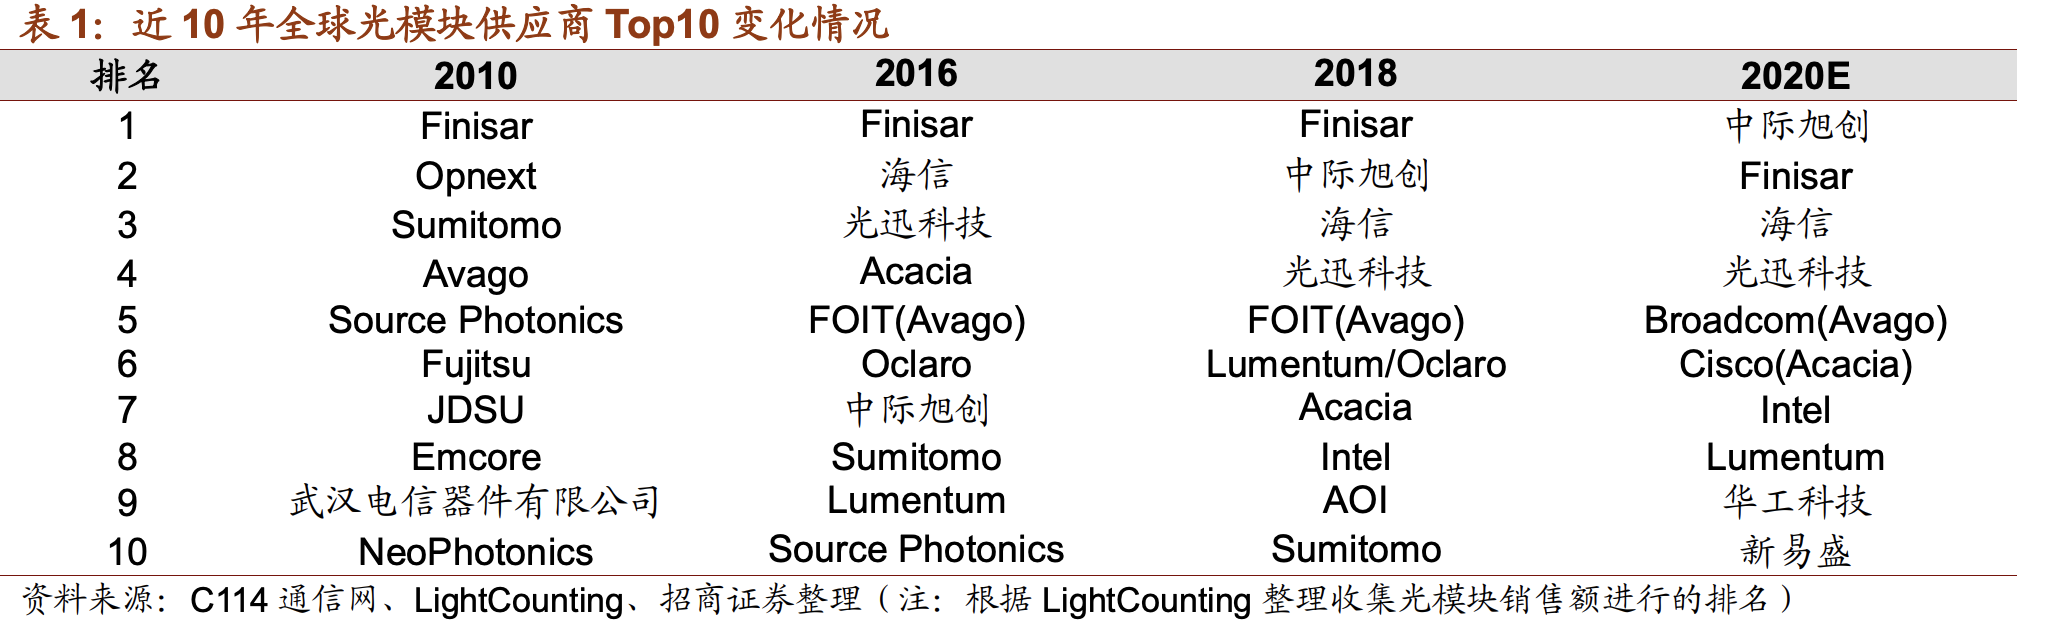 表 1：近 10 年全球光模块供应商 Top10 变化情况
排名 2010 2016 2018 2020E
1 Finisar Finisar Finisar 中际旭创
2 Opnext 海信 中际旭创 Finisar
3 Sumitomo 光迅科技 海信 海信
4 Avago Acacia 光迅科技 光迅科技
5 Source Photonics FOIT(Avago) FOIT(Avago) Broadcom(Avago)
6 Fujitsu Oclaro Lumentum/Oclaro Cisco(Acacia)
7 JDSU 中际旭创 Acacia Intel
8 Emcore Sumitomo Intel Lumentum
9 武汉电信器件有限公司 Lumentum AOI 华工科技
10 NeoPhotonics Source Photonics Sumitomo 新易盛
资料来源：C114 通信网、LightCounting、招商证券整理（注：根据 LightCounting 整理收集光模块销售额进行的排名）